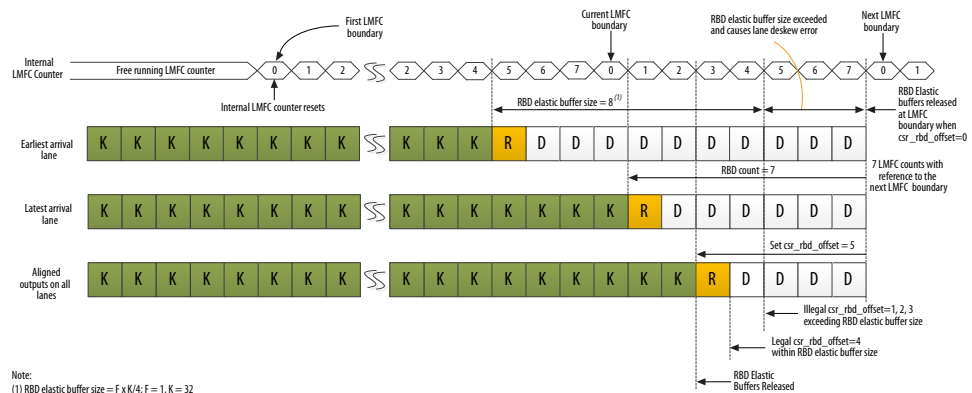 First LMFC
boundary
Current LMFC
boundary
RBD elastic buffer size exceeded
and causes lane deskew error
Next LMFC
boundary
Internal
LMFC Counter
Free running LMFC counter
0 1 2 2 3 4 5 6 7 0 1 2 3 4 5 6 7 0 1
Internal LMFC counter resets
RBD elastic buffer size = 8 (1)
RBD Elastic
buffers released
at LMFC
boundary when
csr_rbd_offset=0
Earliest arrival
lane
K K K K K K K K K K K R D D D D D D D D D D
RBD count = 7
7 LMFC counts with
reference to the
next LMFC boundary
Latest arrival
lane
K K K K K K K K K K K K K K K R D D D D D D
Set csr_rbd_offset = 5
Aligned
outputs on all
lanes
K K K K K K K K K K K K K K K K K R D D D D
Illegal csr_rbd_offset=1, 2, 3
exceeding RBD elastic buffer size
Legal csr_rbd_offset=4
within RBD elastic buffer size
RBD Elastic
Buffers Released
Note:
(1) RBD elastic buffer size = F x K/4; F = 1, K = 32